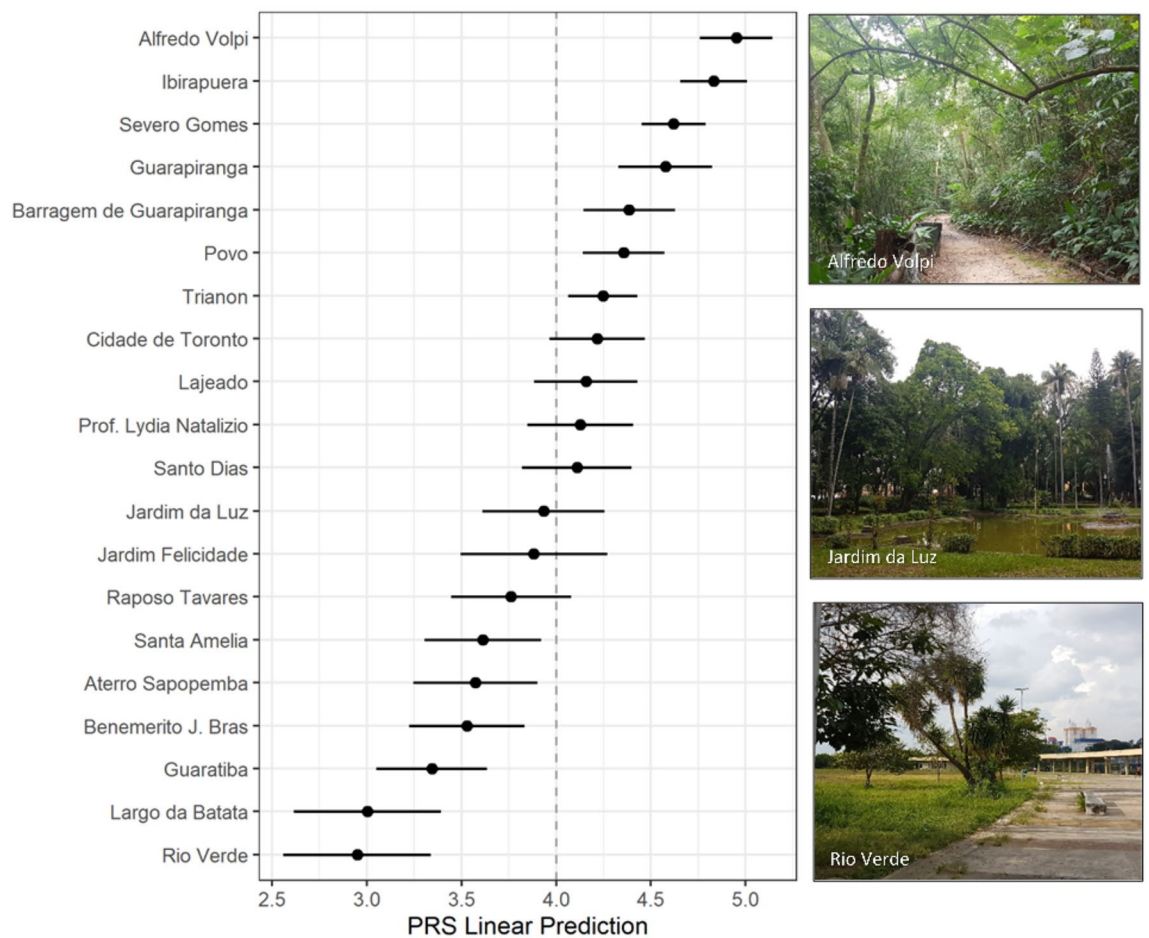 Alfredo Volpi
Ibirapuera
Severo Gomes
Guarapiranga
Barragem de Guarapiranga
Povo
Trianon
Cidade de Toronto
Lajeado
Prof. Lydia Natalizio
Santo Dias
Jardim da Luz
Jardim Felicidade
Raposo Tavares
Santa Amelia
Aterro Sapopemba
Benemerito J. Bras
Guaratiba
Largo da Batata
Rio Verde
2.5 3.0 3.5 4.0 4.5 5.0
PRS Linear Prediction
Alfredo Volpi
Jardim da Luz
Rio Verde